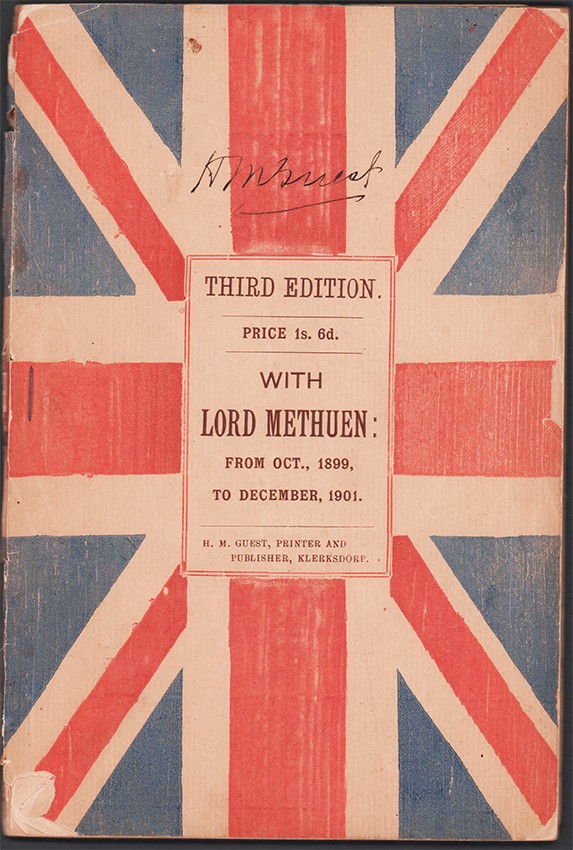 H M Guest
THIRD EDITION.
PRICE 1s. 6d.
WITH
LORD METHUEN:
FROM OCT., 1899,
TO DECEMBER, 1901.
H. M. GUEST, PRINTER AND
PUBLISHER, KLERKSDORP.